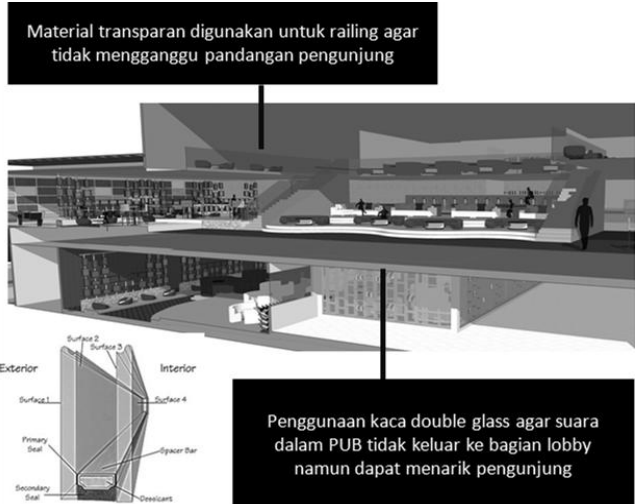 Material transparan digunakan untuk railing agar
tidak mengganggu pandangan pengunjung
Surface 2
Surface 3
Exterior
Interior
Surface 1
Surface 4
Primary
Seal
Spacer Bar
Secondary
Seal
Dessicant
Penggunaan kaca double glass agar suara
dalam PUB tidak keluar ke bagian lobby
namun dapat menarik pengunjung